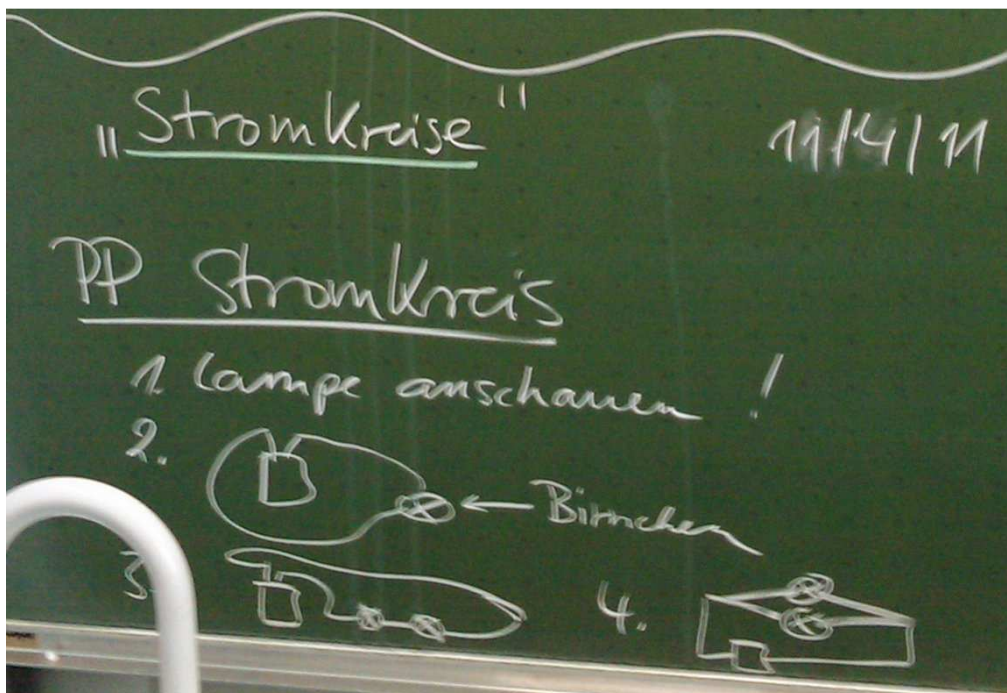 „Stromkreise" 11/4/11
PP Stromkreis
1. Lampe anschauen !
2.
← Birnchen
3.
4.